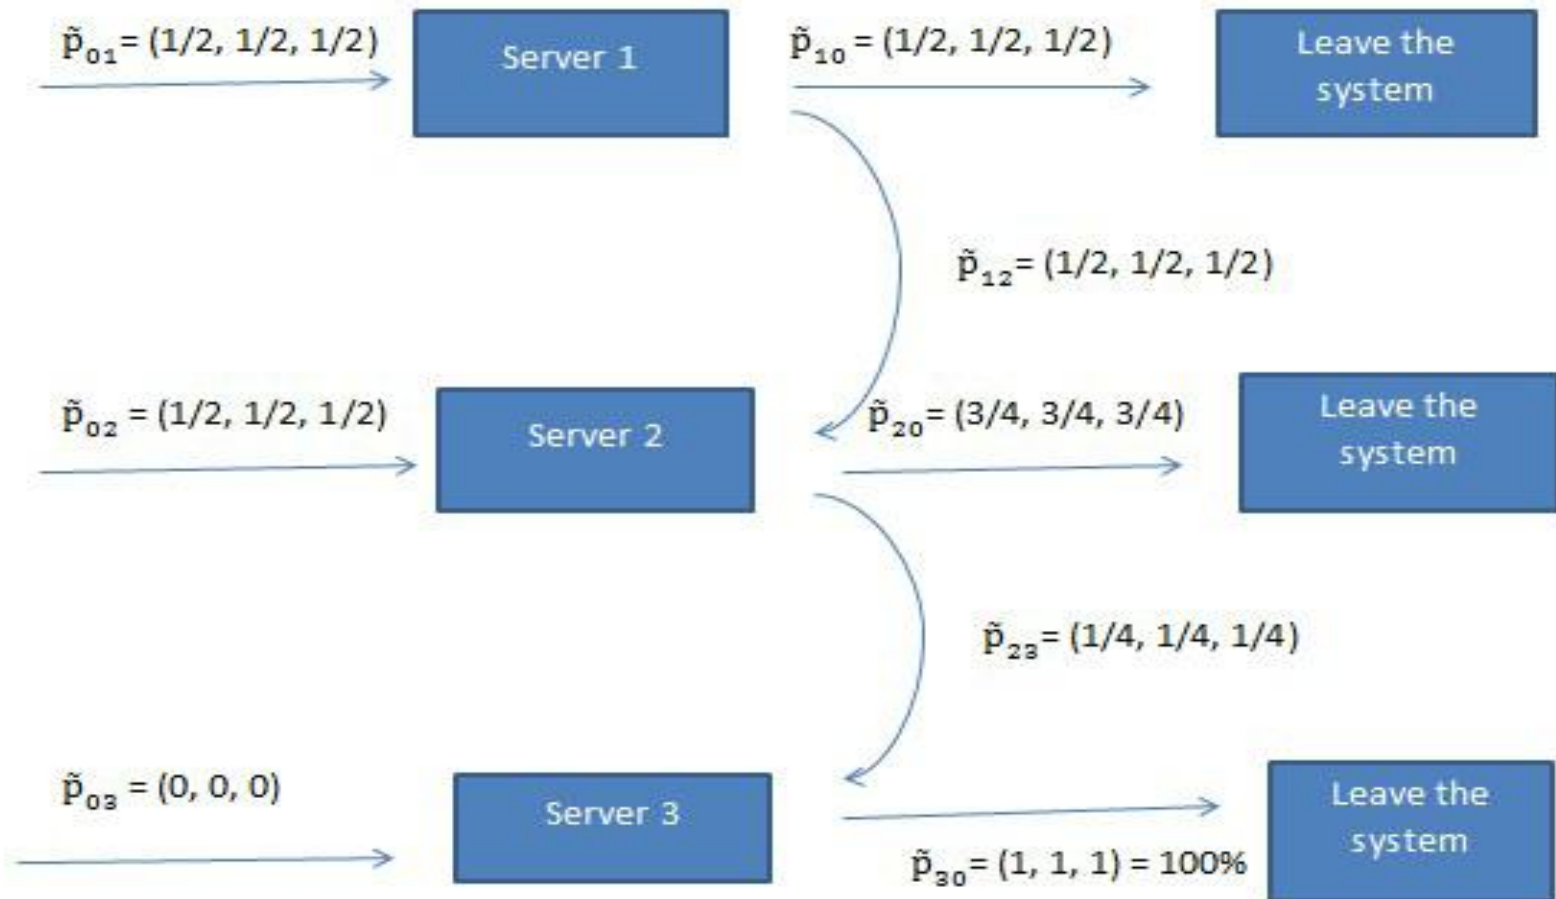 p̃₀₁= (1/2, 1/2, 1/2)
Server 1
p̃₁₀ = (1/2, 1/2, 1/2)
Leave the
system
p̃₁₂= (1/2, 1/2, 1/2)
p̃₀₂ = (1/2, 1/2, 1/2)
Server 2
p̃₂₀= (3/4, 3/4, 3/4)
Leave the
system
p̃₂₃= (1/4, 1/4, 1/4)
p̃₀₃ = (0, 0, 0)
Server 3
Leave the
system
p̃₃₀= (1, 1, 1) = 100%